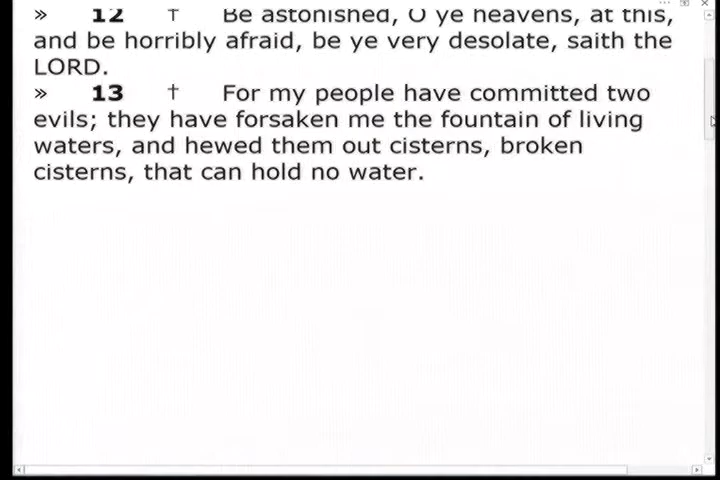 » 12 † Be astonished, O ye heavens, at this,
and be horribly afraid, be ye very desolate, saith the
LORD.
» 13 † For my people have committed two
evils; they have forsaken me the fountain of living
waters, and hewed them out cisterns, broken
cisterns, that can hold no water.